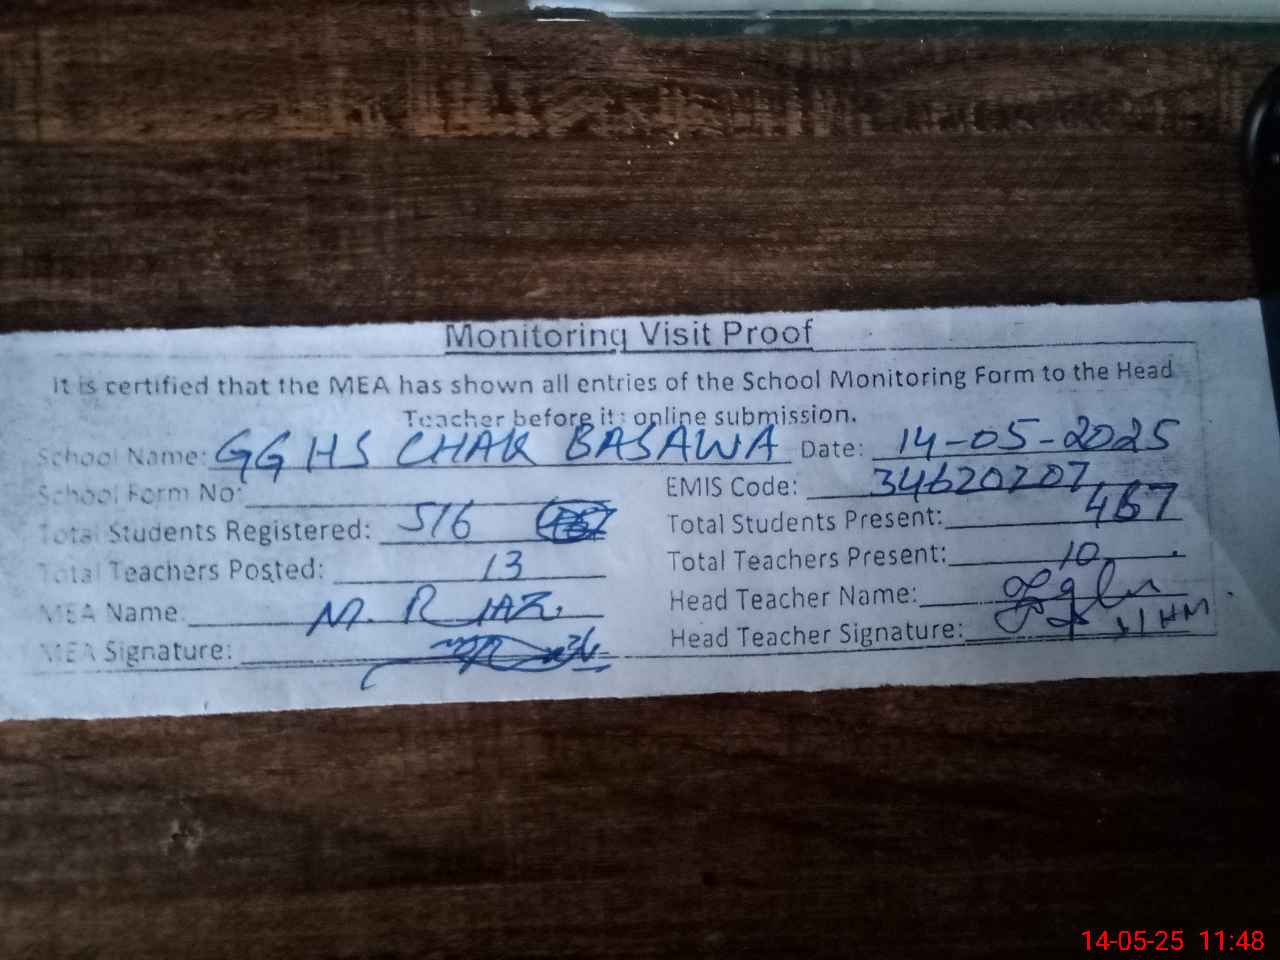 Monitoring Visit Proof
It is certified that the MEA has shown all entries of the School Monitoring Form to the Head
Teacher before its online submission.
School Name: GGHS CHAK BASAWA Date: 14-05-2025
School Form No: EMIS Code: 34620207
Total Students Registered: 516 Total Students Present: 467
Total Teachers Posted: 13 Total Teachers Present: 10
MEA Name: M. RIAZ Head Teacher Name:
MEA Signature: Head Teacher Signature: HM
14-05-25 11:48